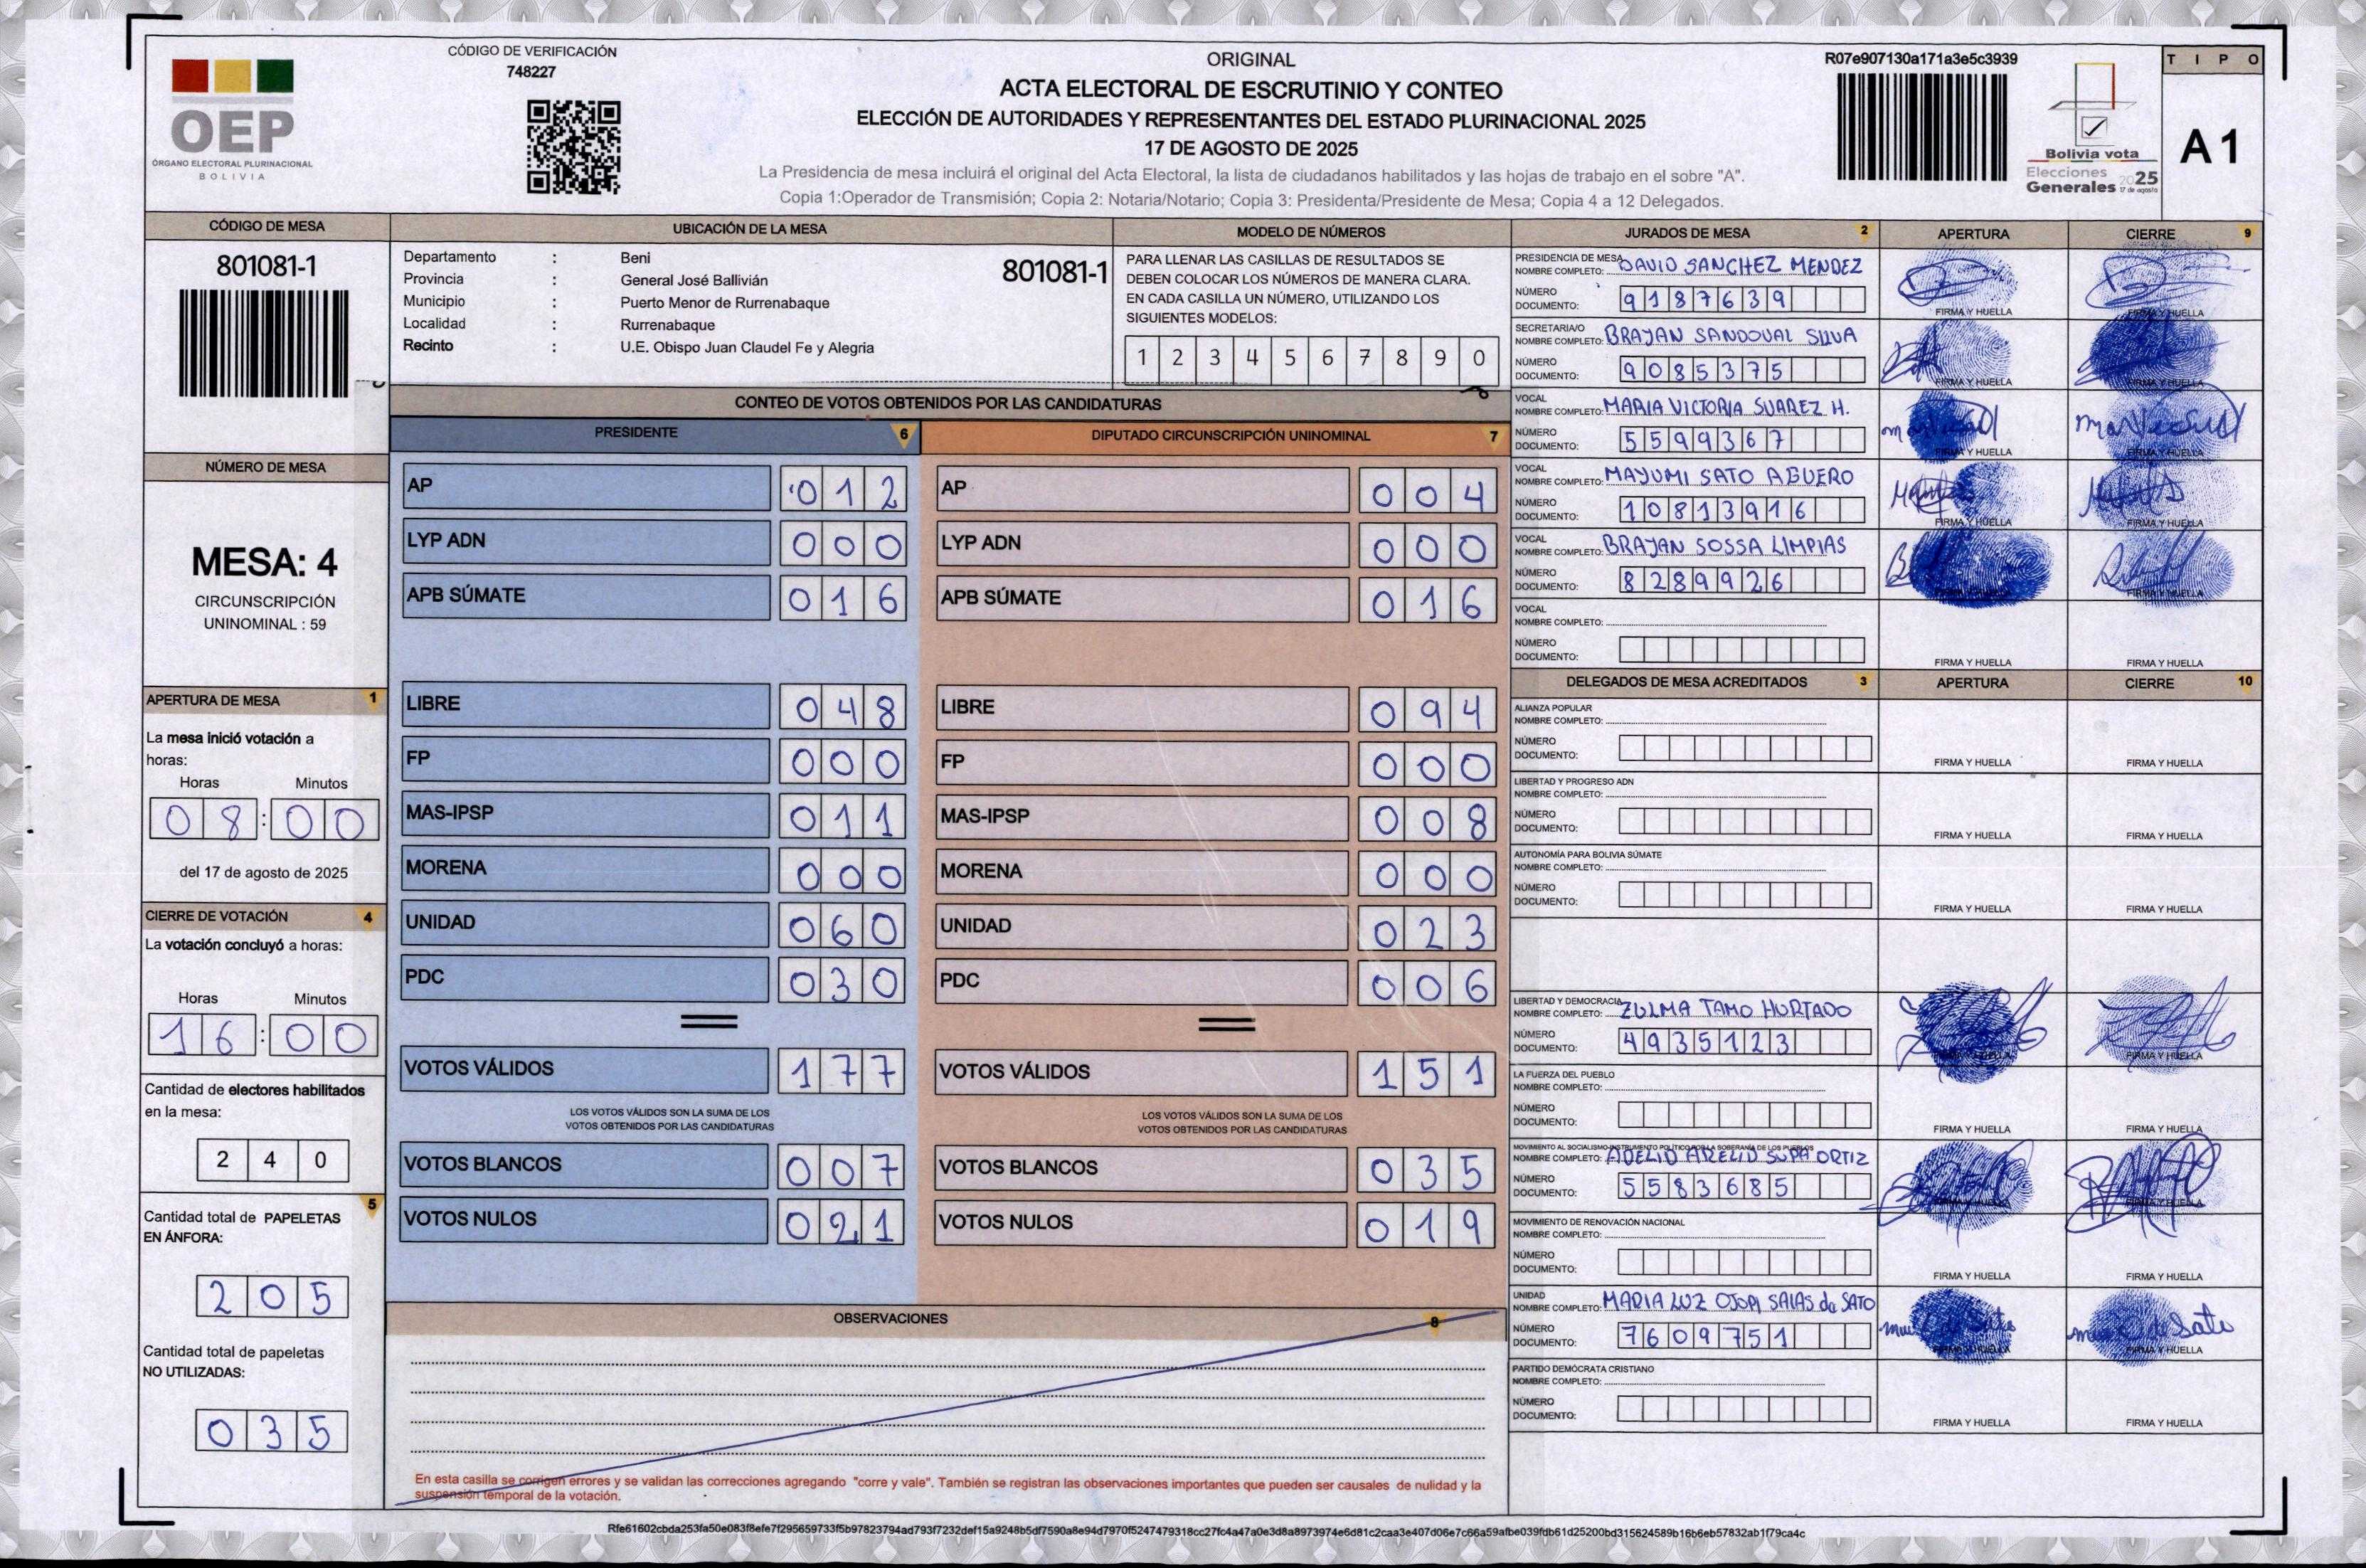 CÓDIGO DE VERIFICACIÓN
748227
OEP
ÓRGANO ELECTORAL PLURINACIONAL
BOLIVIA
ORIGINAL
ACTA ELECTORAL DE ESCRUTINIO Y CONTEO
ELECCIÓN DE AUTORIDADES Y REPRESENTANTES DEL ESTADO PLURINACIONAL 2025
17 DE AGOSTO DE 2025
La Presidencia de mesa incluirá el original del Acta Electoral, la lista de ciudadanos habilitados y las hojas de trabajo en el sobre "A".
Copia 1:Operador de Transmisión; Copia 2: Notaria/Notario; Copia 3: Presidenta/Presidente de Mesa; Copia 4 a 12 Delegados.
R07e907130a171a3e5c3939
Bolivia vota
Elecciones
Generales 2025
17 de agosto
TIPO
A1
CÓDIGO DE MESA
801081-1
UBICACIÓN DE LA MESA
Departamento : Beni
Provincia : General José Ballivián
Municipio : Puerto Menor de Rurrenabaque
Localidad : Rurrenabaque
Recinto : U.E. Obispo Juan Claudel Fe y Alegria
801081-1
MODELO DE NÚMEROS
PARA LLENAR LAS CASILLAS DE RESULTADOS SE
DEBEN COLOCAR LOS NÚMEROS DE MANERA CLARA.
EN CADA CASILLA UN NÚMERO, UTILIZANDO LOS
SIGUIENTES MODELOS:
1 2 3 4 5 6 7 8 9 0
NÚMERO DE MESA
MESA: 4
CIRCUNSCRIPCIÓN
UNINOMINAL : 59
APERTURA DE MESA 1
La mesa inició votación a
horas:
Horas Minutos
08:00
del 17 de agosto de 2025
CIERRE DE VOTACIÓN 4
La votación concluyó a horas:
Horas Minutos
16:00
Cantidad de electores habilitados
en la mesa:
240
5
Cantidad total de PAPELETAS
EN ÁNFORA:
205
Cantidad total de papeletas
NO UTILIZADAS:
035
CONTEO DE VOTOS OBTENIDOS POR LAS CANDIDATURAS
PRESIDENTE 6
AP 012
LYP ADN 000
APB SÚMATE 016
LIBRE 048
FP 000
MAS-IPSP 011
MORENA 000
UNIDAD 060
PDC 030
VOTOS VÁLIDOS 177
LOS VOTOS VÁLIDOS SON LA SUMA DE LOS
VOTOS OBTENIDOS POR LAS CANDIDATURAS
VOTOS BLANCOS 007
VOTOS NULOS 021
DIPUTADO CIRCUNSCRIPCIÓN UNINOMINAL 7
AP 004
LYP ADN 000
APB SÚMATE 016
LIBRE 094
FP 000
MAS-IPSP 008
MORENA 000
UNIDAD 023
PDC 006
VOTOS VÁLIDOS 151
LOS VOTOS VÁLIDOS SON LA SUMA DE LOS
VOTOS OBTENIDOS POR LAS CANDIDATURAS
VOTOS BLANCOS 035
VOTOS NULOS 019
OBSERVACIONES 8
En esta casilla se corrigen errores y se validan las correcciones agregando "corre y vale". También se registran las observaciones importantes que pueden ser causales de nulidad y la
suspensión temporal de la votación.
JURADOS DE MESA 2 APERTURA CIERRE 9
PRESIDENCIA DE MESA
NOMBRE COMPLETO: DAVID SANCHEZ MENDEZ
NÚMERO
DOCUMENTO: 9187639
FIRMA Y HUELLA FIRMA Y HUELLA
SECRETARIA/O
NOMBRE COMPLETO: BRAYAN SANDOVAL SILVA
NÚMERO
DOCUMENTO: 9085375
FIRMA Y HUELLA FIRMA Y HUELLA
VOCAL
NOMBRE COMPLETO: MARIA VICTORIA SUAREZ H.
NÚMERO
DOCUMENTO: 5599367
FIRMA Y HUELLA FIRMA Y HUELLA
VOCAL
NOMBRE COMPLETO: MAYUMI SATO AGUERO
NÚMERO
DOCUMENTO: 10813916
FIRMA Y HUELLA FIRMA Y HUELLA
VOCAL
NOMBRE COMPLETO: BRAYAN SOSSA LIMPIAS
NÚMERO
DOCUMENTO: 8289926
FIRMA Y HUELLA FIRMA Y HUELLA
VOCAL
NOMBRE COMPLETO:
NÚMERO
DOCUMENTO:
FIRMA Y HUELLA FIRMA Y HUELLA
DELEGADOS DE MESA ACREDITADOS 3 APERTURA CIERRE 10
ALIANZA POPULAR
NOMBRE COMPLETO:
NÚMERO
DOCUMENTO:
FIRMA Y HUELLA FIRMA Y HUELLA
LIBERTAD Y PROGRESO ADN
NOMBRE COMPLETO:
NÚMERO
DOCUMENTO:
FIRMA Y HUELLA FIRMA Y HUELLA
AUTONOMÍA PARA BOLIVIA SÚMATE
NOMBRE COMPLETO:
NÚMERO
DOCUMENTO:
FIRMA Y HUELLA FIRMA Y HUELLA
LIBERTAD Y DEMOCRACIA
NOMBRE COMPLETO: ZULMA TAMO HURTADO
NÚMERO
DOCUMENTO: 4935123
FIRMA Y HUELLA FIRMA Y HUELLA
LA FUERZA DEL PUEBLO
NOMBRE COMPLETO:
NÚMERO
DOCUMENTO:
FIRMA Y HUELLA FIRMA Y HUELLA
MOVIMIENTO AL SOCIALISMO-INSTRUMENTO POLÍTICO POR LA SOBERANÍA DE LOS PUEBLOS
NOMBRE COMPLETO: ADELID ARELID SUPA ORTIZ
NÚMERO
DOCUMENTO: 5583685
FIRMA Y HUELLA FIRMA Y HUELLA
MOVIMIENTO DE RENOVACIÓN NACIONAL
NOMBRE COMPLETO:
NÚMERO
DOCUMENTO:
FIRMA Y HUELLA FIRMA Y HUELLA
UNIDAD
NOMBRE COMPLETO: MARIA LUZ OJOPI SALAS de SATO
NÚMERO
DOCUMENTO: 7609751
FIRMA Y HUELLA FIRMA Y HUELLA
PARTIDO DEMÓCRATA CRISTIANO
NOMBRE COMPLETO:
NÚMERO
DOCUMENTO:
FIRMA Y HUELLA FIRMA Y HUELLA